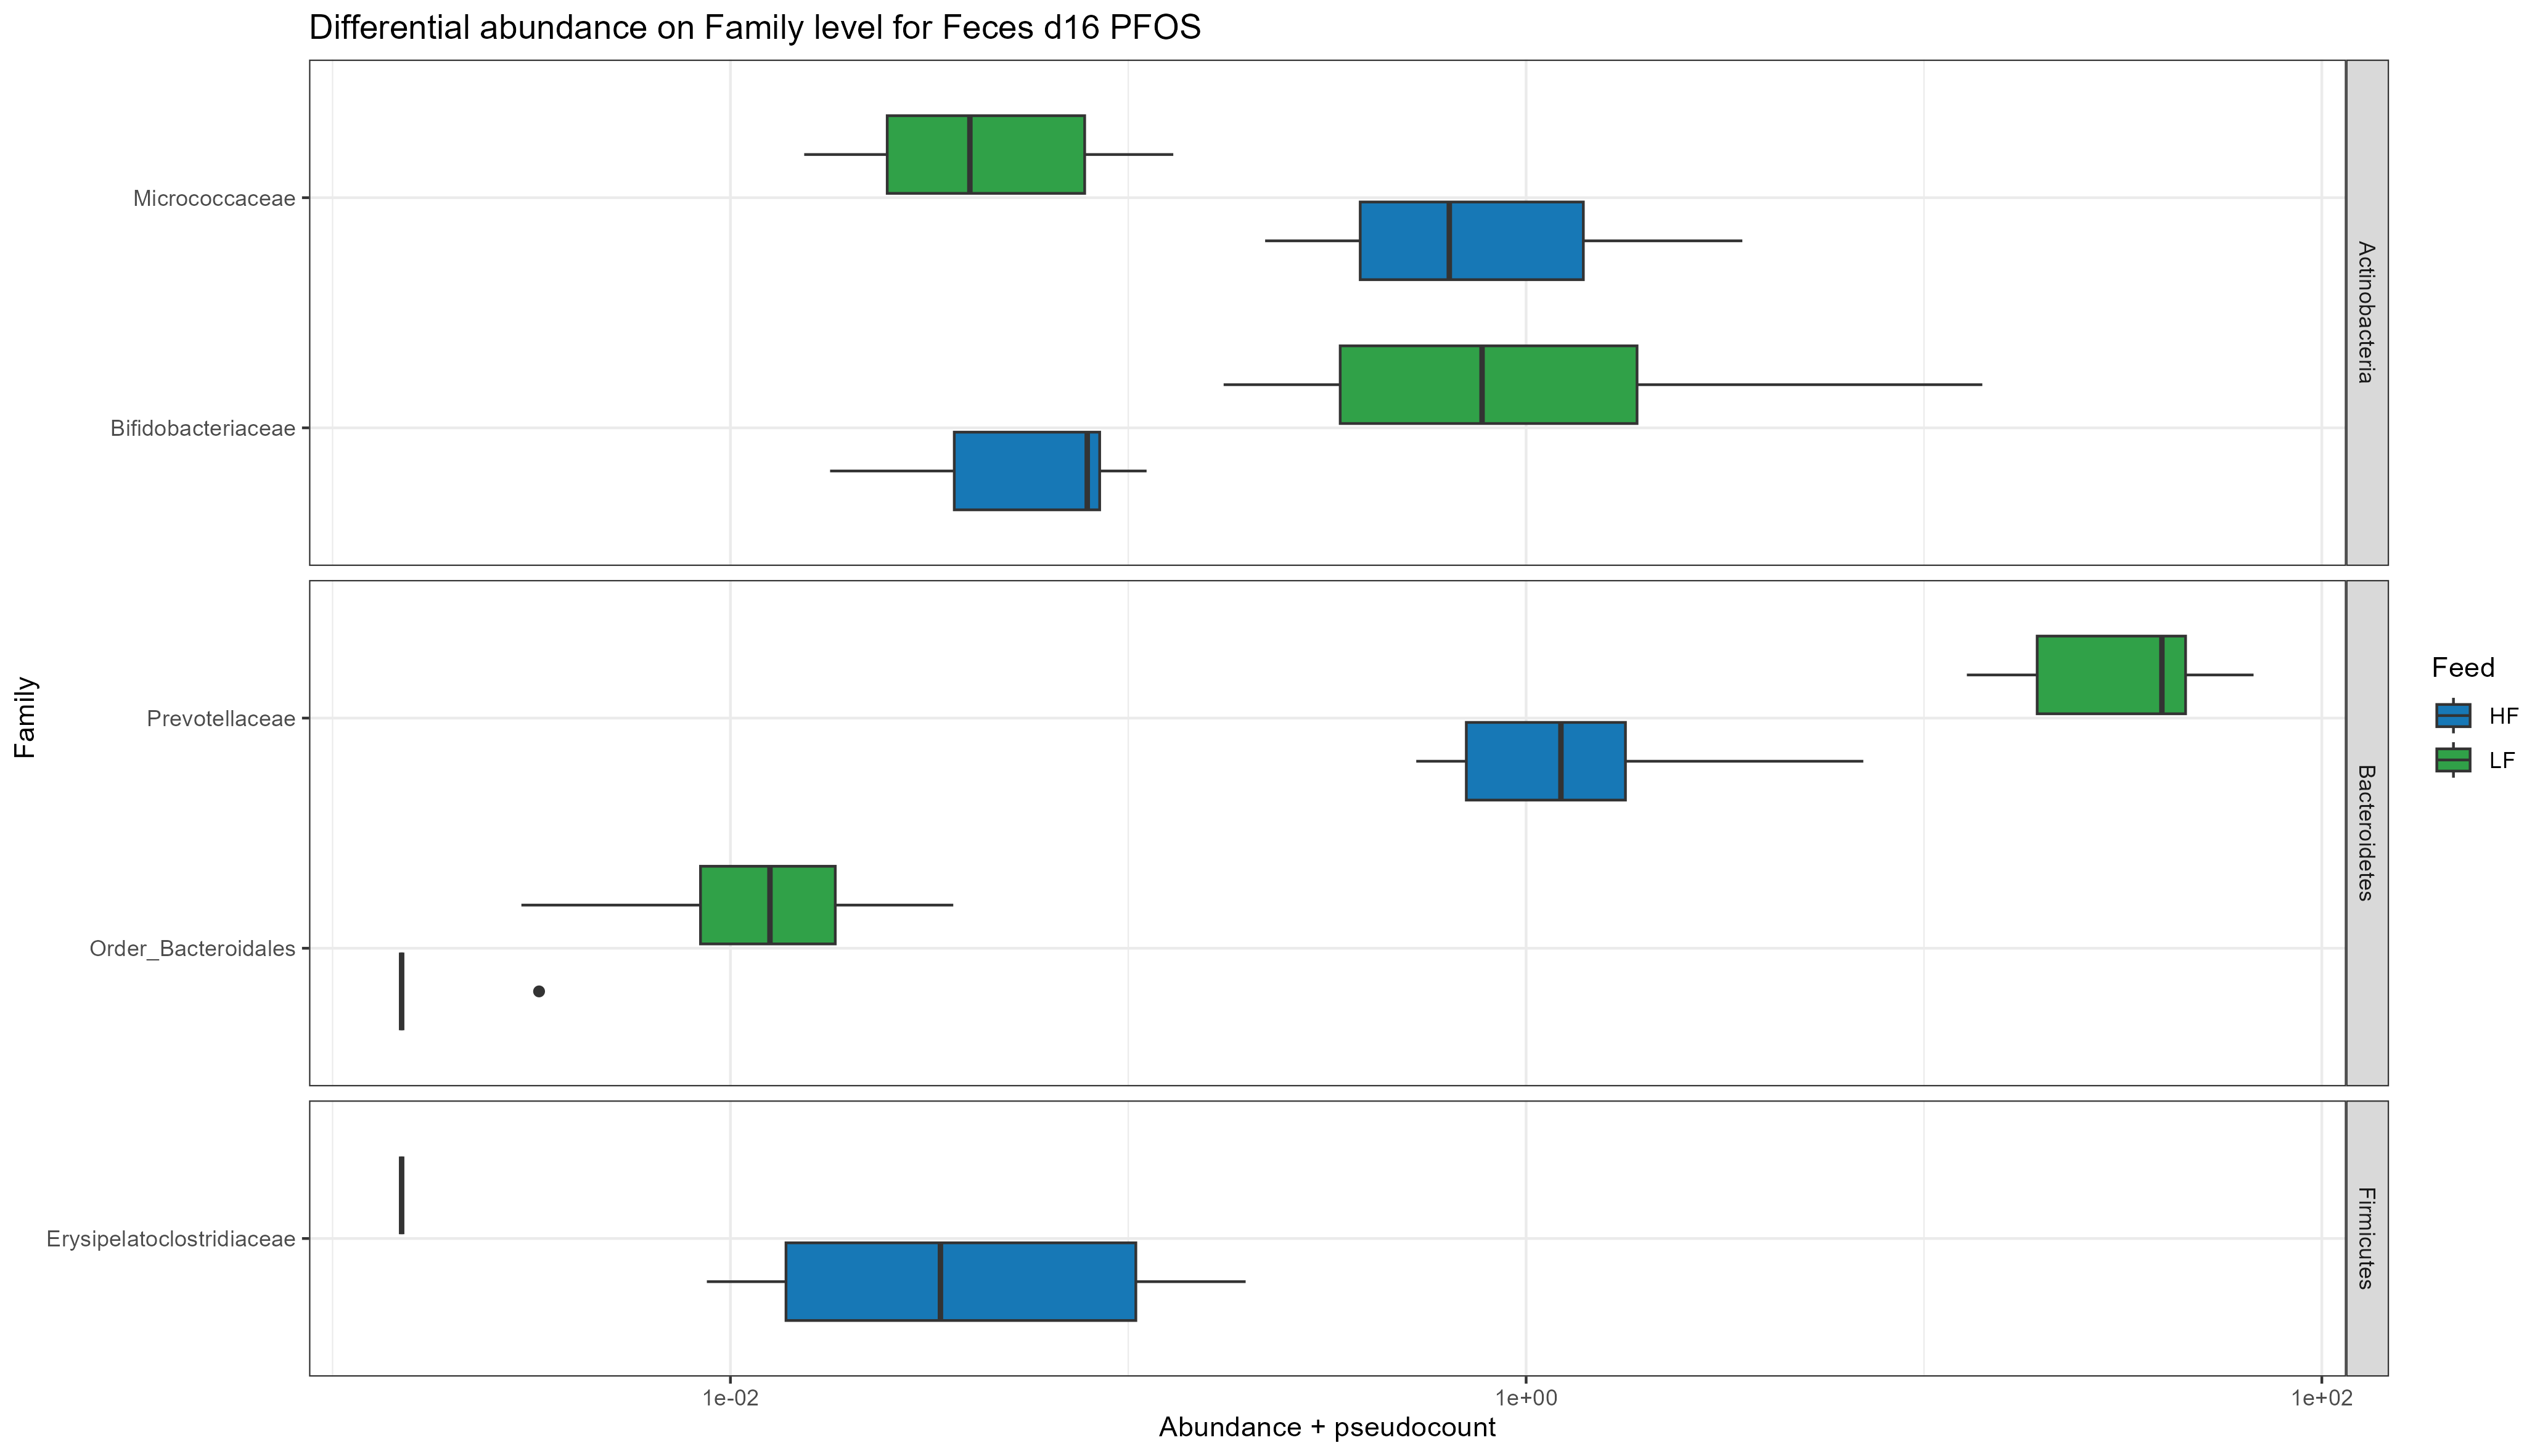 Differential abundance on Family level for Feces d16 PFOS
Family
Micrococcaceae
Bifidobacteriaceae
Actinobacteria
Prevotellaceae
Order_Bacteroidales
Bacteroidetes
Erysipelatoclostridiaceae
Firmicutes
1e-02
1e+00
1e+02
Abundance + pseudocount
Feed
HF
LF